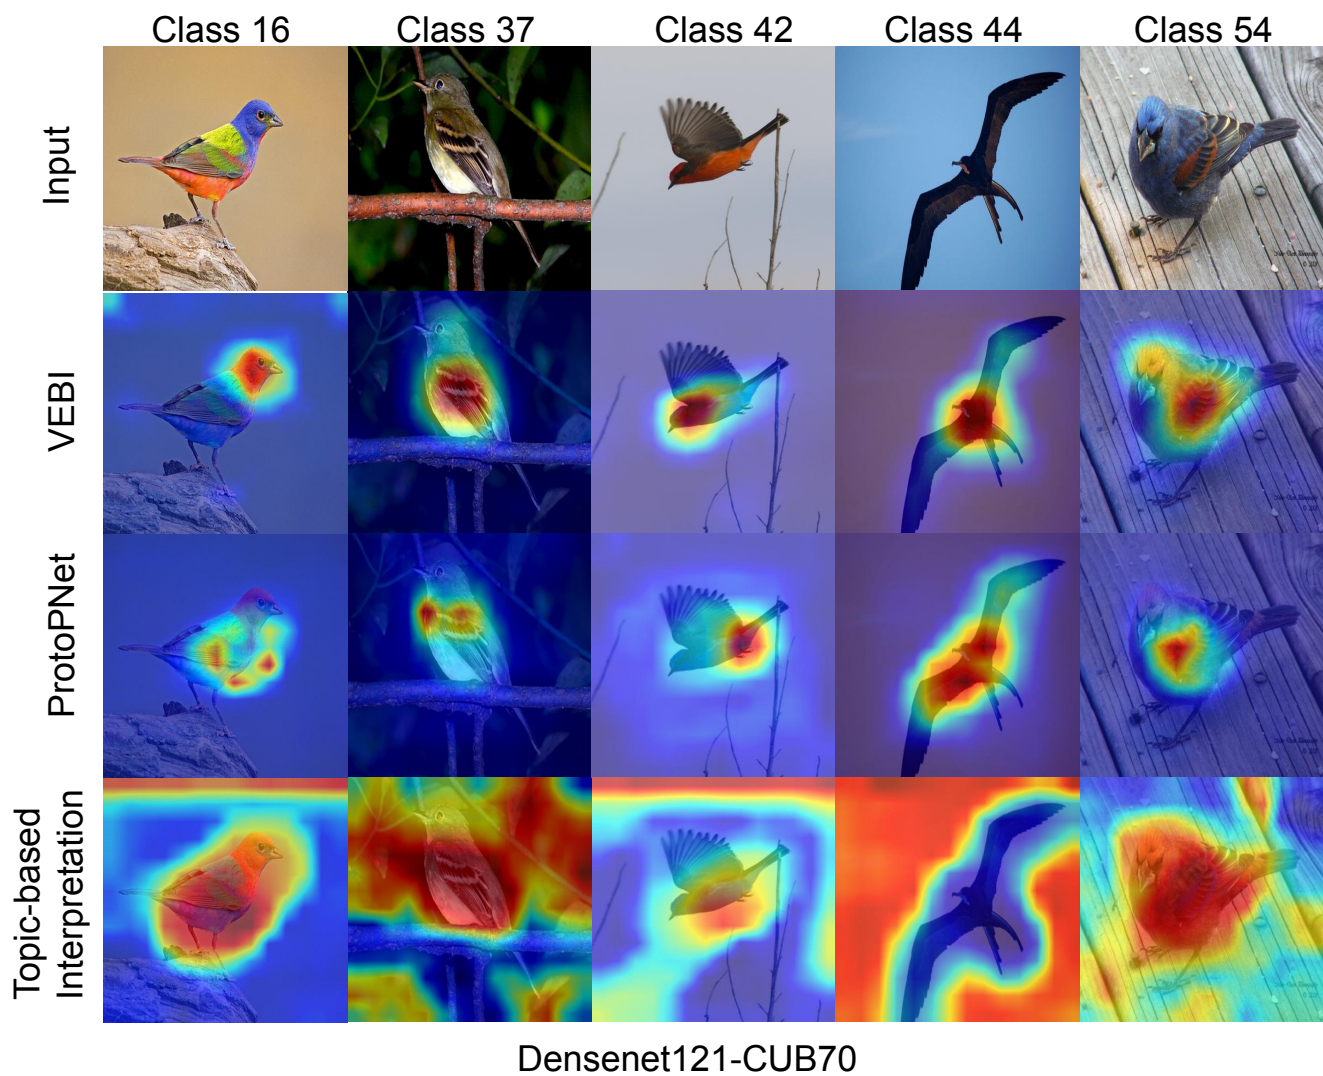 Class 16
Class 37
Class 42
Class 44
Class 54
Input
VEBI
ProtoPNet
Topic-based
Interpretation
Densenet121-CUB70